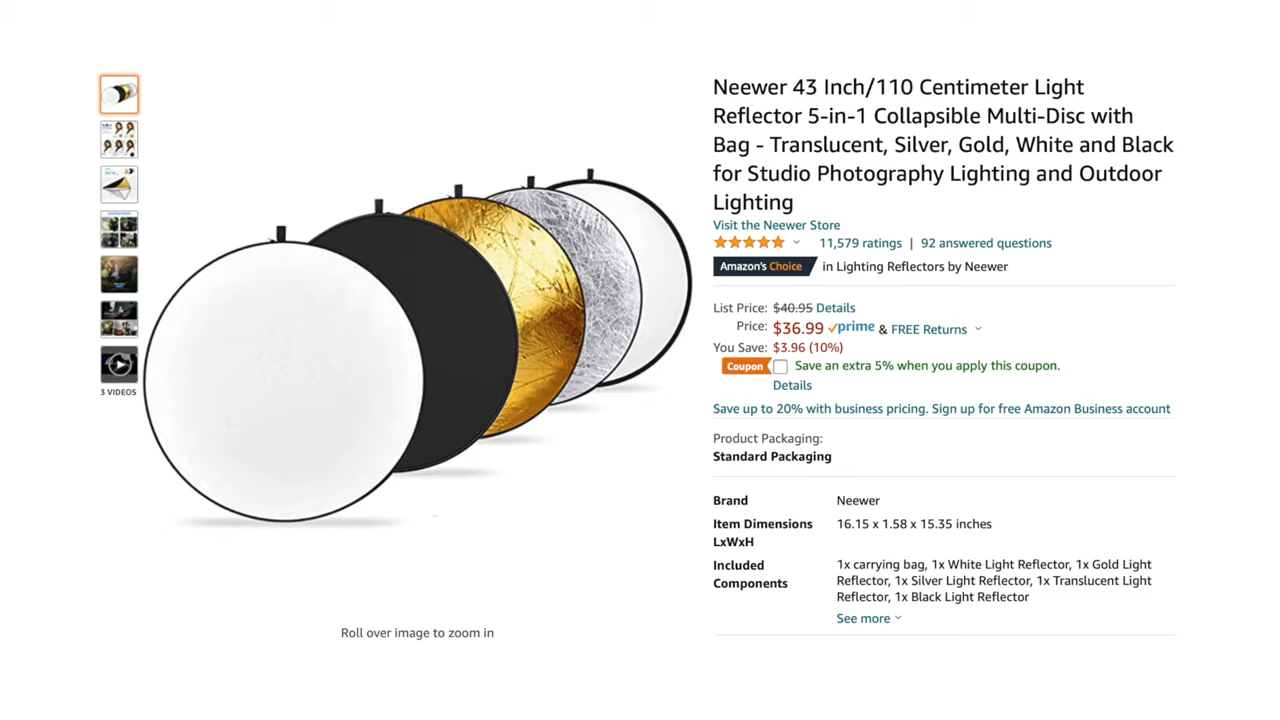 Neewer 43 Inch/110 Centimeter Light
Reflector 5-in-1 Collapsible Multi-Disc with
Bag - Translucent, Silver, Gold, White and Black
for Studio Photography Lighting and Outdoor
Lighting
Visit the Neewer Store
11,579 ratings | 92 answered questions
Amazon's Choice in Lighting Reflectors by Neewer
List Price: $40.95 Details
Price: $36.99 prime & FREE Returns
You Save: $3.96 (10%)
Coupon Save an extra 5% when you apply this coupon.
Details
Save up to 20% with business pricing. Sign up for free Amazon Business account
Product Packaging:
Standard Packaging
Brand Neewer
Item Dimensions 16.15 x 1.58 x 15.35 inches
LxWxH
Included 1x carrying bag, 1x White Light Reflector, 1x Gold Light
Components Reflector, 1x Silver Light Reflector, 1x Translucent Light
Reflector, 1x Black Light Reflector
See more
3 VIDEOS
Roll over image to zoom in